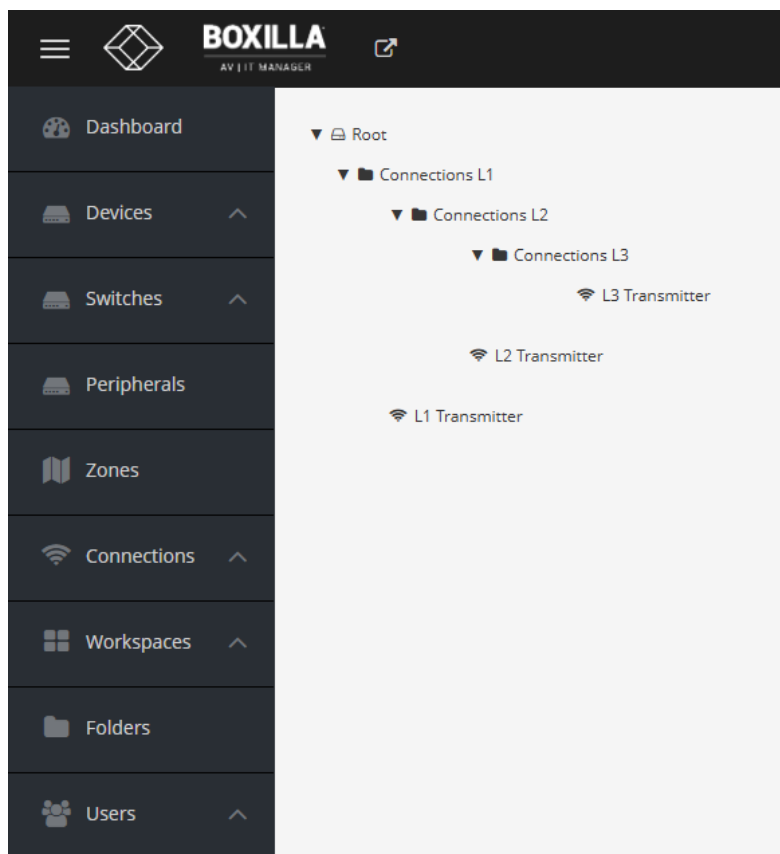 BOXILLA
AV | IT MANAGER
Dashboard
Devices
Switches
Peripherals
Zones
Connections
Workspaces
Folders
Users
Root
Connections L1
Connections L2
Connections L3
L3 Transmitter
L2 Transmitter
L1 Transmitter